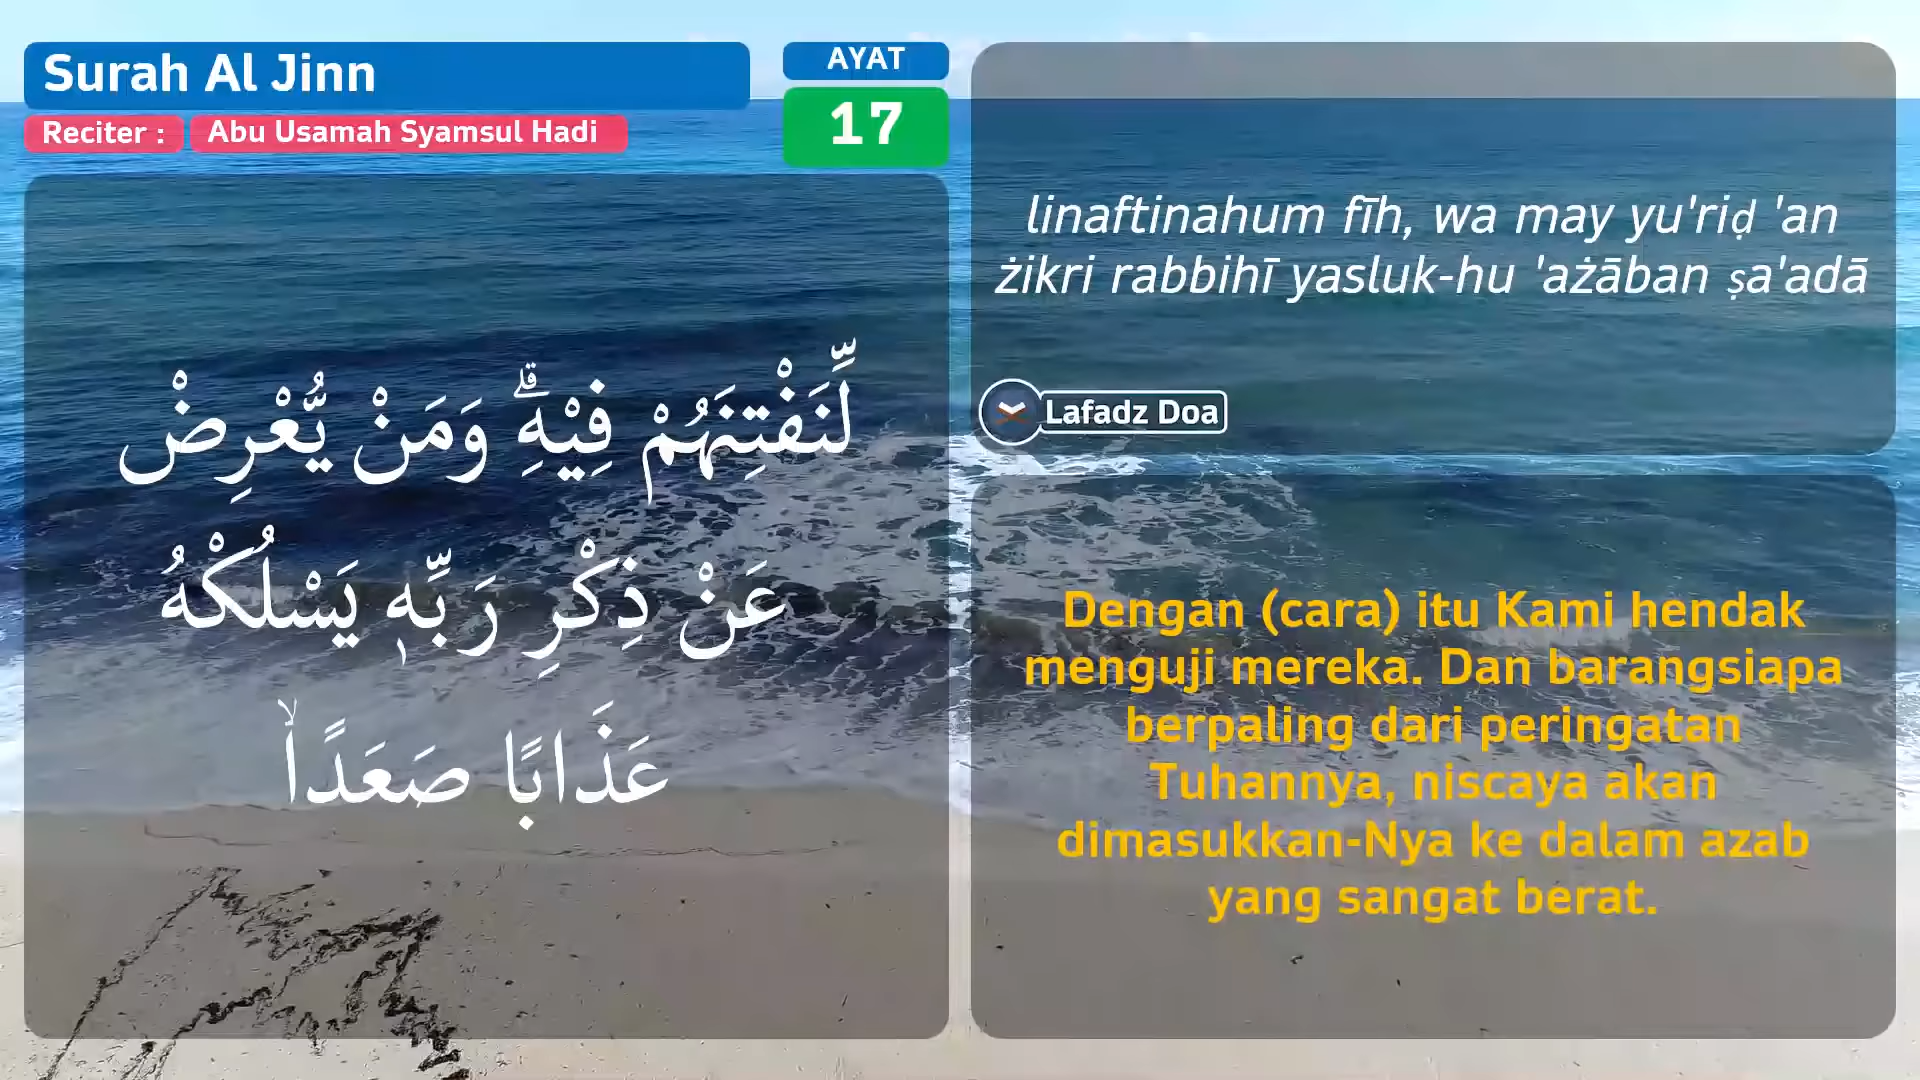 Surah Al Jinn
Reciter :
Abu Usamah Syamsul Hadi
AYAT
17
لِّنَفْتِنَهُمْ فِيْهِۗ وَمَنْ يُّعْرِضْ
عَنْ ذِكْرِ رَبِّهٖ يَسْلُكْهُ
عَذَابًا صَعَدًاۙ
linaftinahum fīh, wa may yu'riḍ 'an
żikri rabbihī yasluk-hu 'ażāban ṣa'adā
Lafadz Doa
Dengan (cara) itu Kami hendak
menguji mereka. Dan barangsiapa
berpaling dari peringatan
Tuhannya, niscaya akan
dimasukkan-Nya ke dalam azab
yang sangat berat.